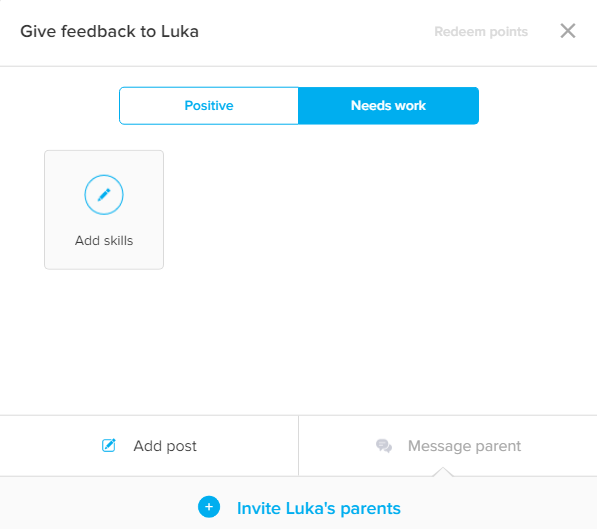 Give feedback to Luka
Redeem points
Positive
Needs work
Add skills
Add post
Message parent
Invite Luka's parents